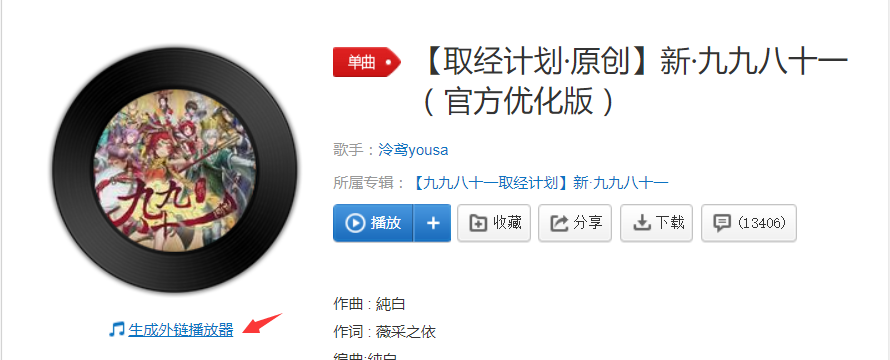 单曲
【取经计划·原创】新·九九八十一
（官方优化版）
歌手：泠鸢yousa
所属专辑：【九九八十一取经计划】新·九九八十一
播放
收藏
分享
下载
(13406)
作曲 : 純白
作词 : 薇采之依
编曲:纯白
生成外链播放器
九九
八十一